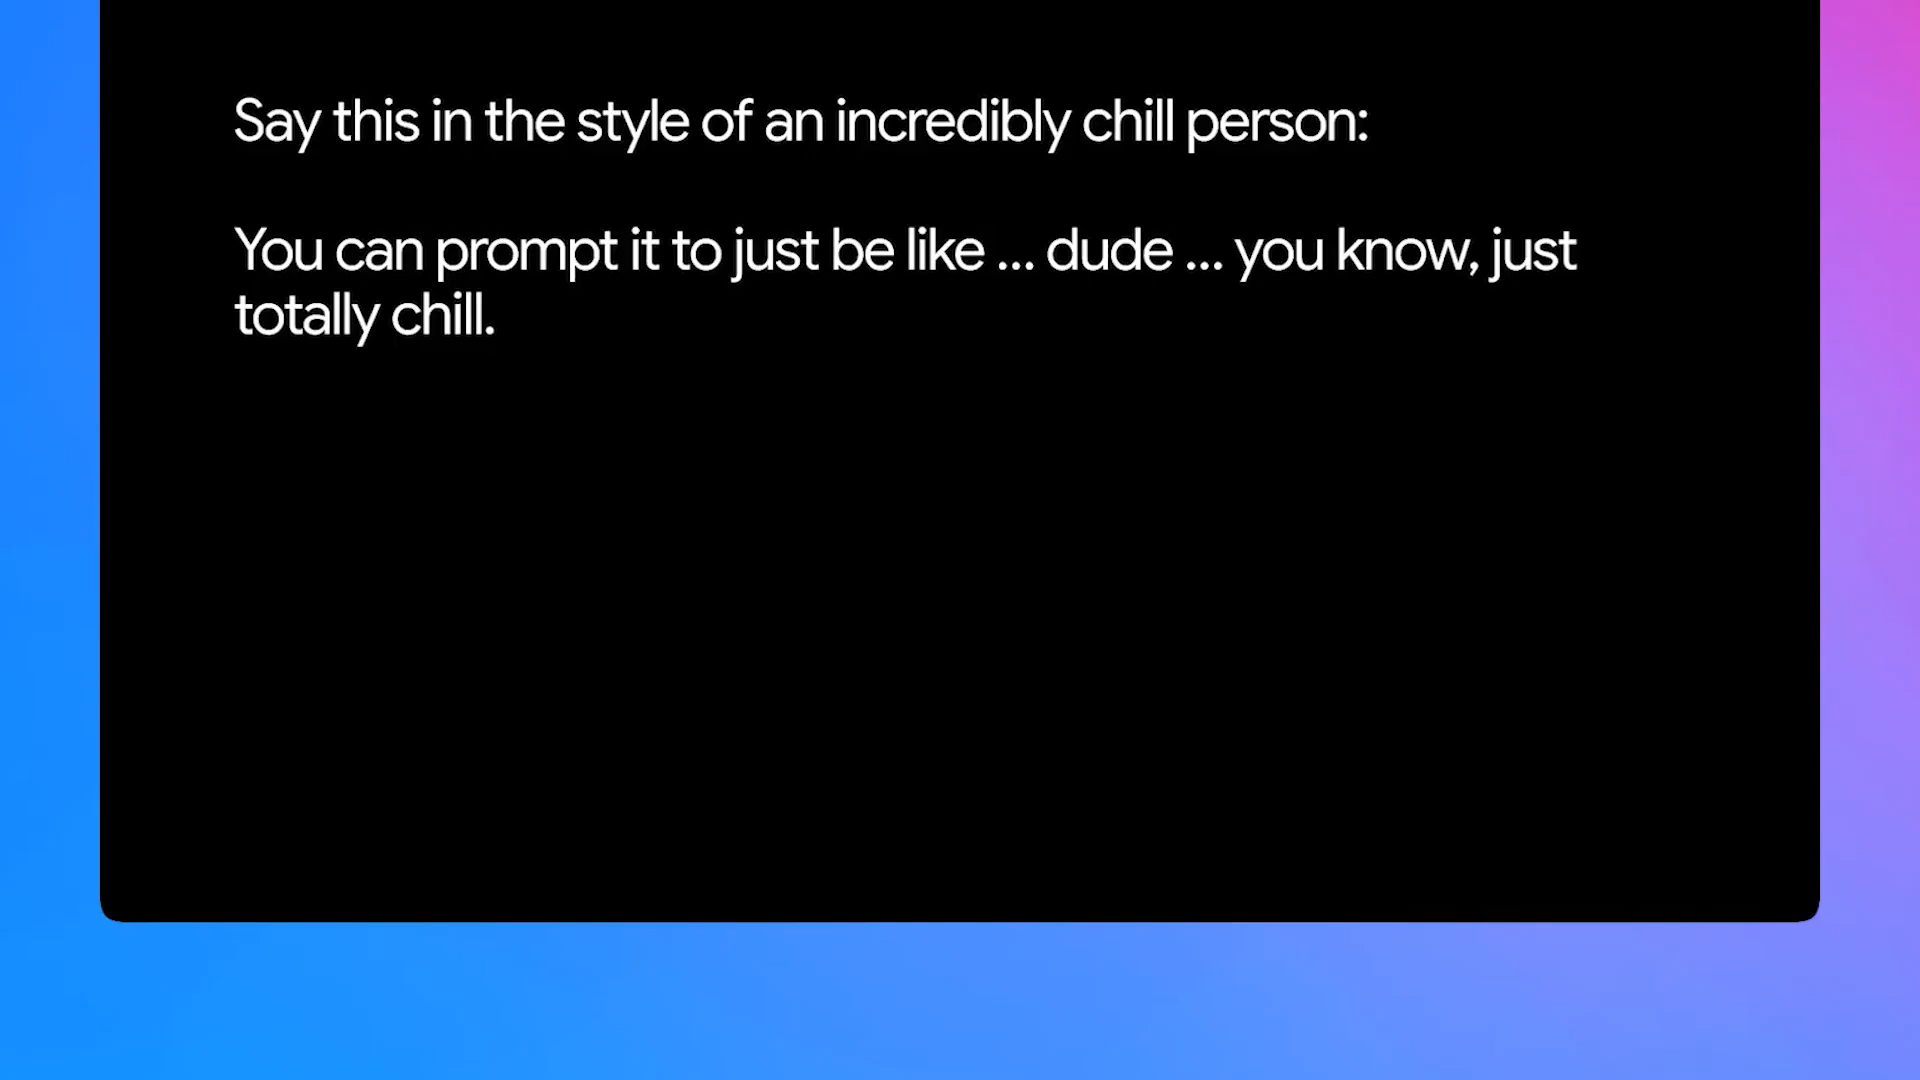 Say this in the style of an incredibly chill person:
You can prompt it to just be like ... dude ... you know, just
totally chill.